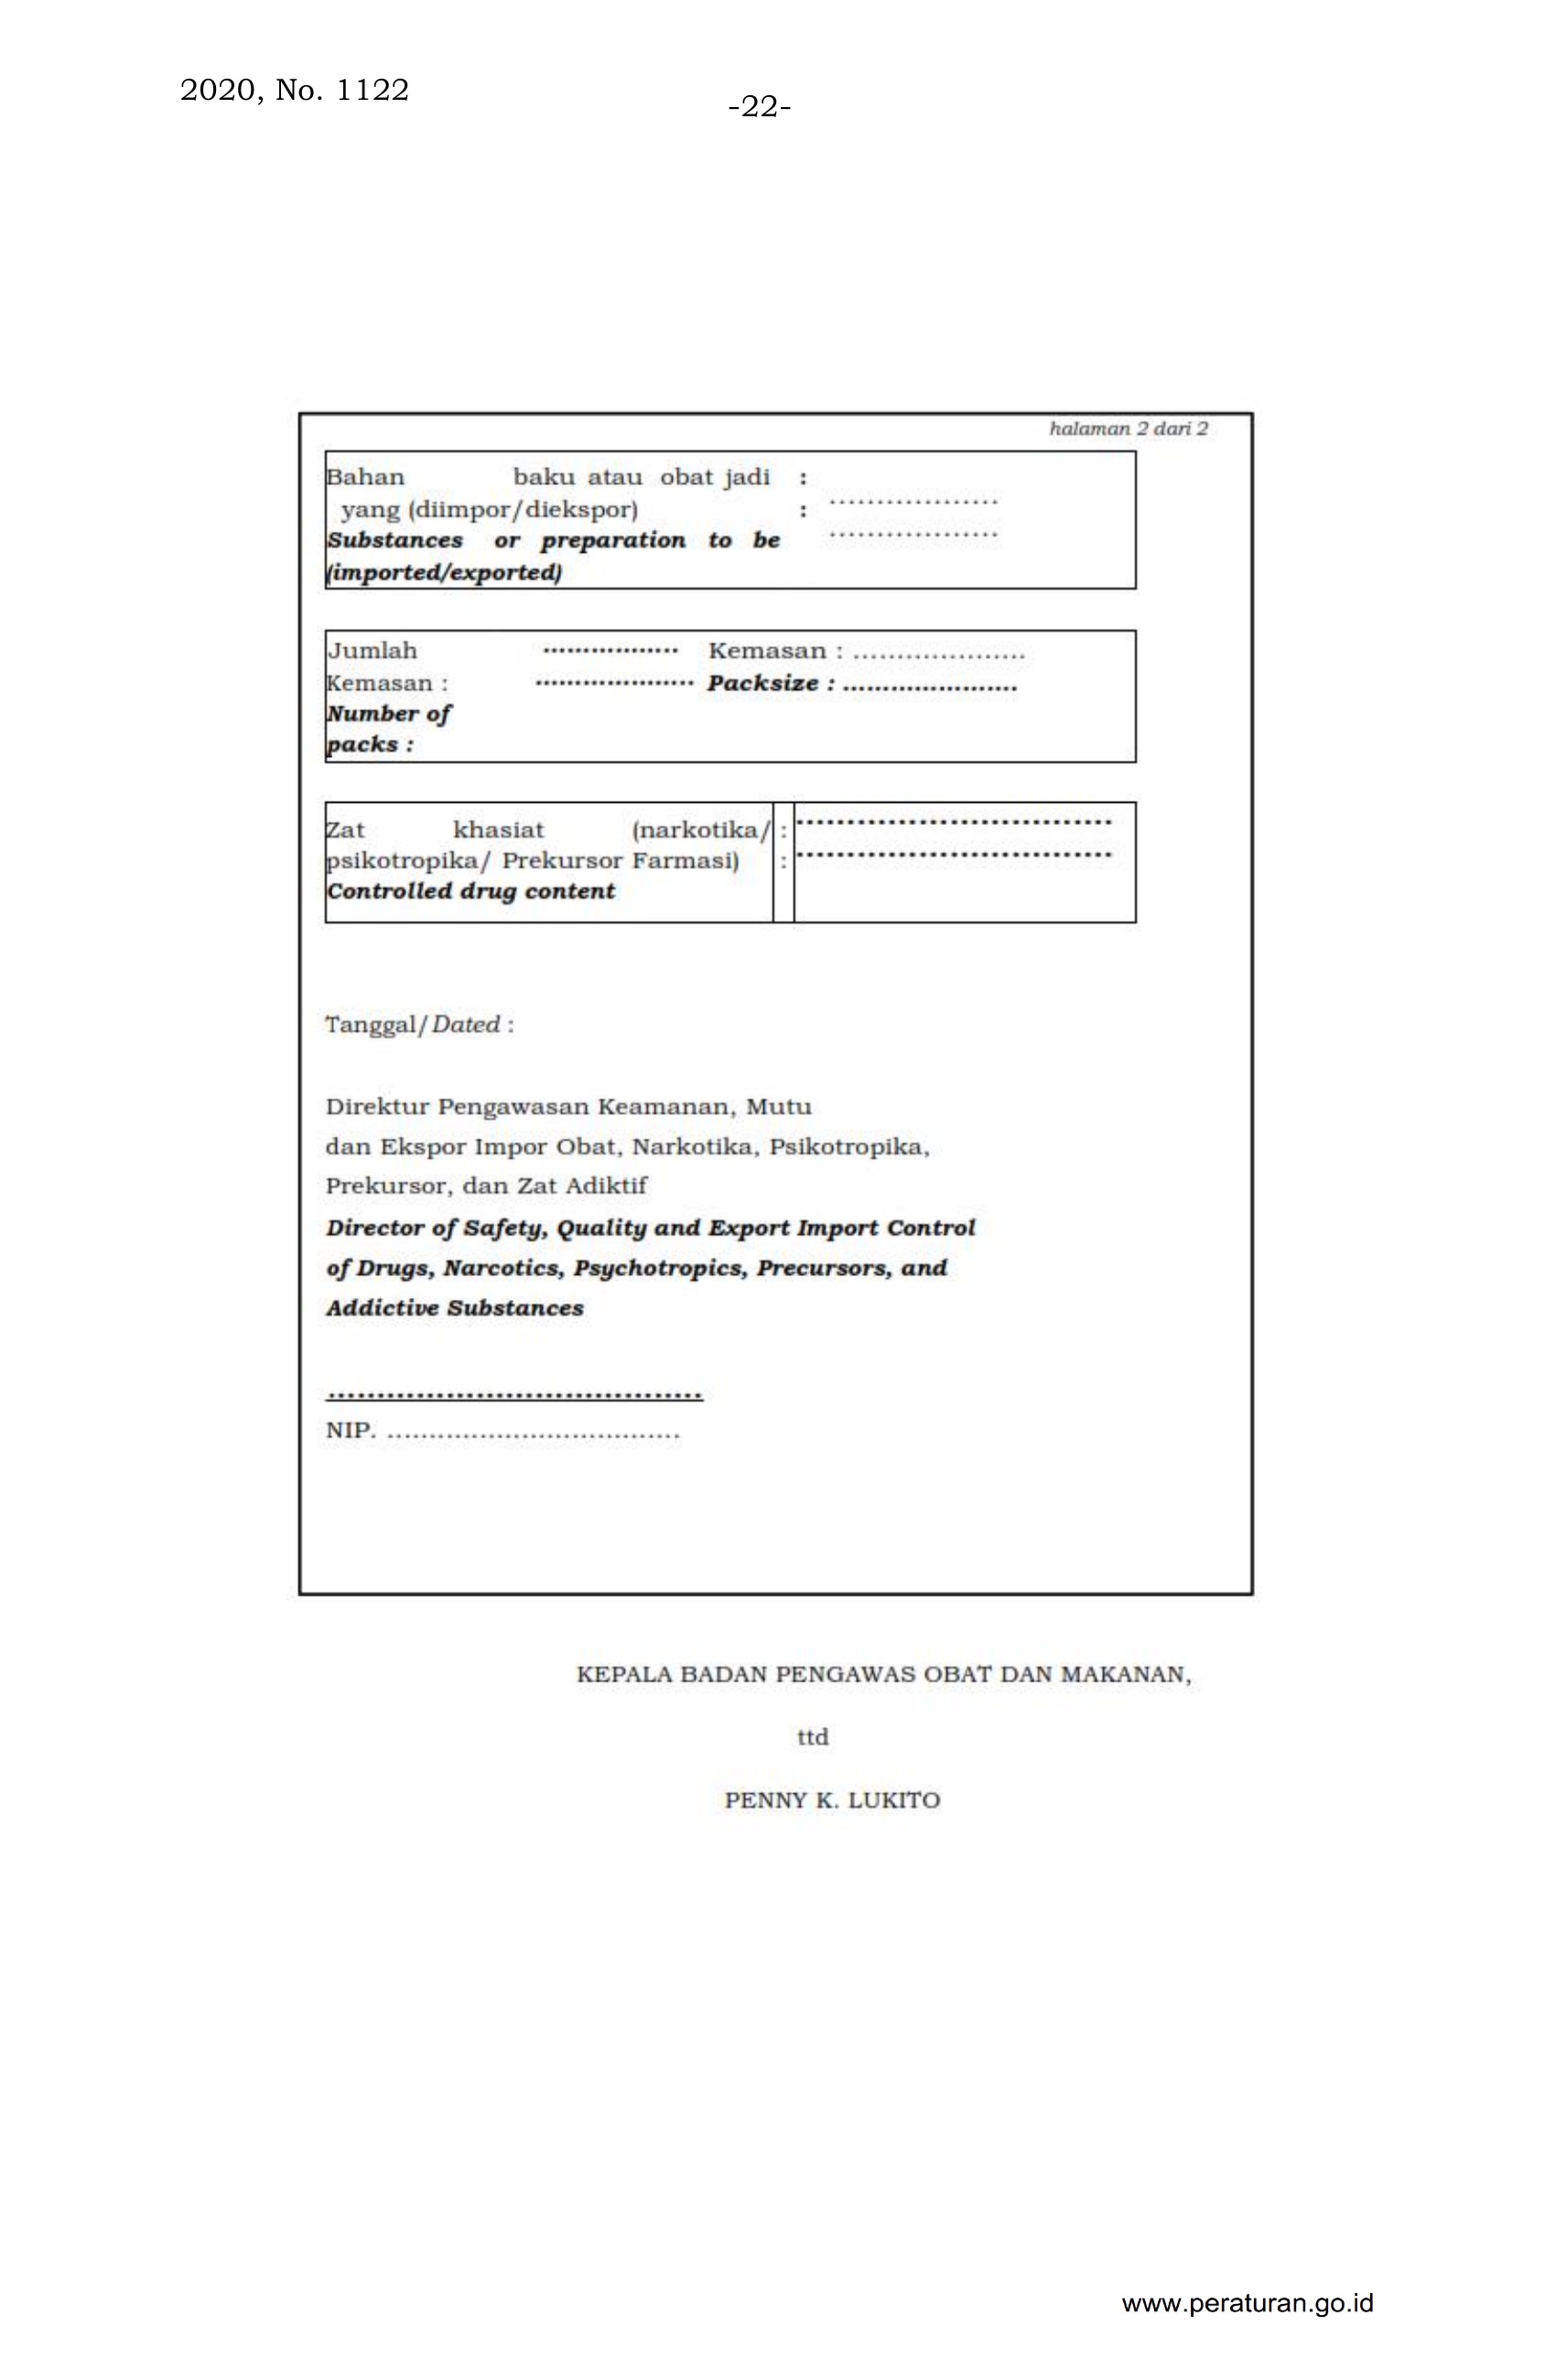 2020, No. 1122
-22-
halaman 2 dari 2
Bahan baku atau obat jadi : ..................
yang (diimpor/diekspor) : ..................
Substances or preparation to be
(imported/exported)
Jumlah ................. Kemasan : ....................
Kemasan : .................... Packsize : ......................
Number of
packs :
Zat khasiat (narkotika/ : ...............................
psikotropika/ Prekursor Farmasi) : ...............................
Controlled drug content
Tanggal/Dated :
Direktur Pengawasan Keamanan, Mutu
dan Ekspor Impor Obat, Narkotika, Psikotropika,
Prekursor, dan Zat Adiktif
Director of Safety, Quality and Export Import Control
of Drugs, Narcotics, Psychotropics, Precursors, and
Addictive Substances
......................................
NIP. ...................................
KEPALA BADAN PENGAWAS OBAT DAN MAKANAN,
ttd
PENNY K. LUKITO
www.peraturan.go.id